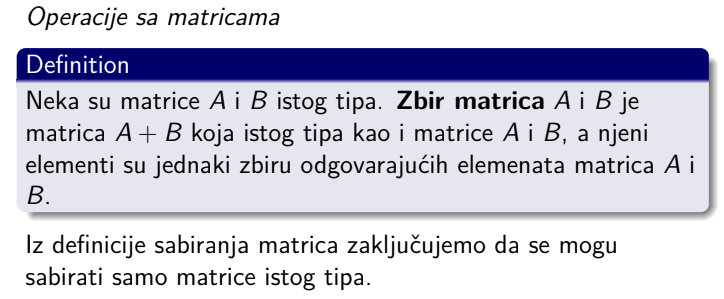 Operacije sa matricama
Definition
Neka su matrice A i B istog tipa. Zbir matrica A i B je
matrica A + B koja istog tipa kao i matrice A i B, a njeni
elementi su jednaki zbiru odgovarajućih elemenata matrica A i
B.
Iz definicije sabiranja matrica zaključujemo da se mogu
sabirati samo matrice istog tipa.